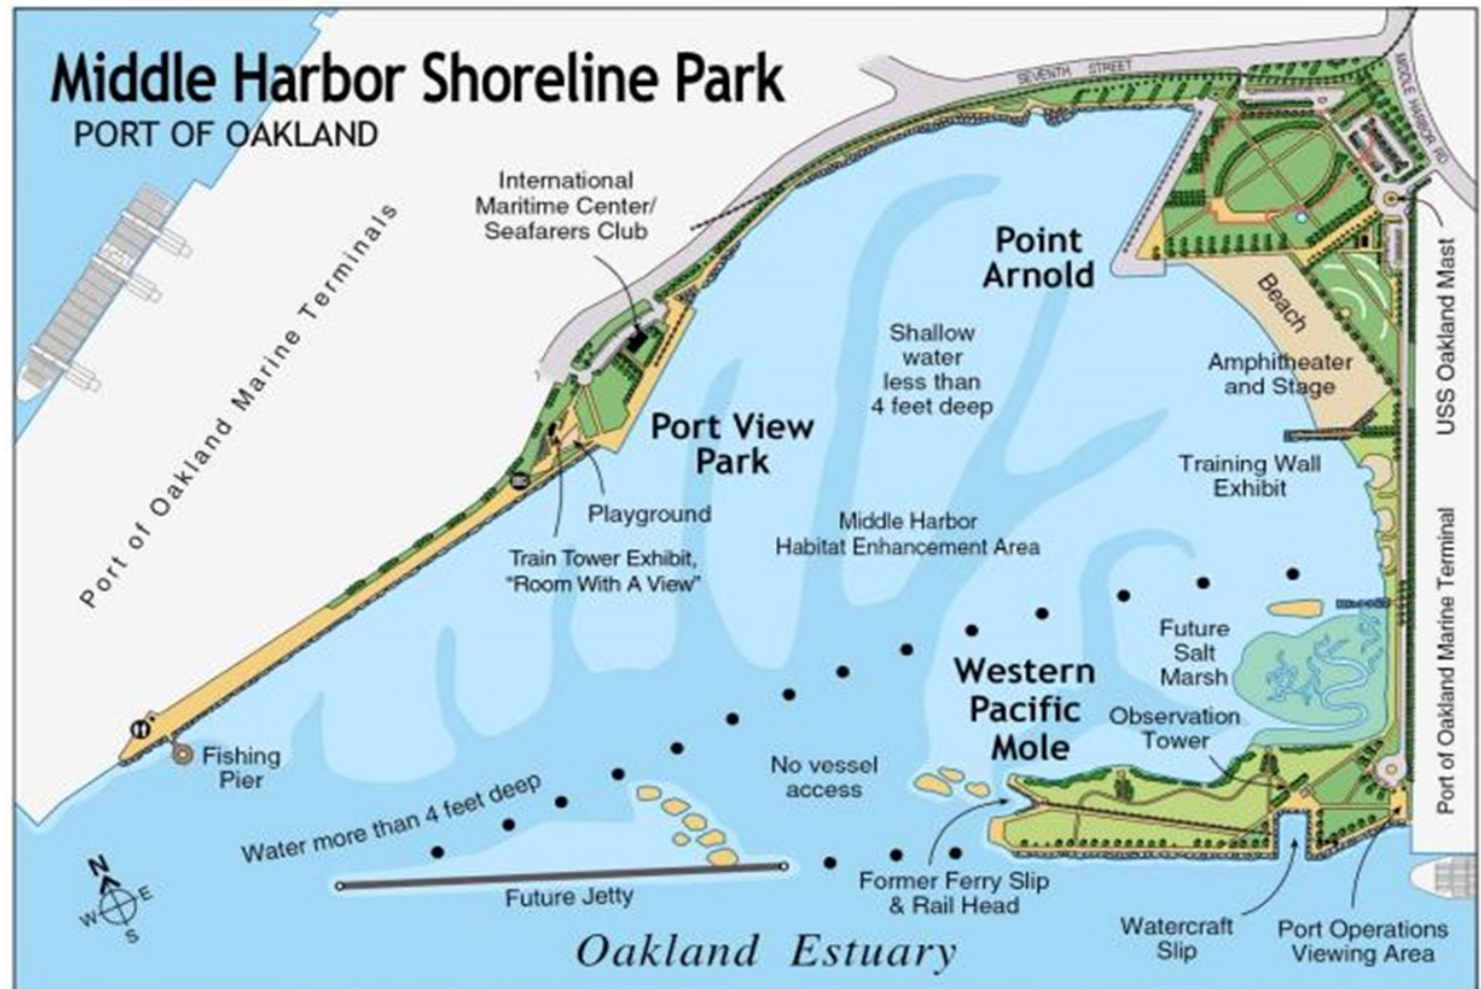 Middle Harbor Shoreline Park
PORT OF OAKLAND
SEVENTH STREET
MIDDLE HARBOR RD
International
Maritime Center/
Seafarers Club
Port of Oakland Marine Terminals
Point
Arnold
Beach
USS Oakland Mast
Shallow
water
less than
4 feet deep
Amphitheater
and Stage
Port View
Park
Training Wall
Exhibit
Playground
Middle Harbor
Habitat Enhancement Area
Train Tower Exhibit,
"Room With A View"
Port of Oakland Marine Terminal
Future
Salt
Marsh
Western
Pacific
Mole
Observation
Tower
Fishing
Pier
No vessel
access
Water more than 4 feet deep
N
E
W
S
Future Jetty
Former Ferry Slip
& Rail Head
Watercraft
Slip
Port Operations
Viewing Area
Oakland Estuary